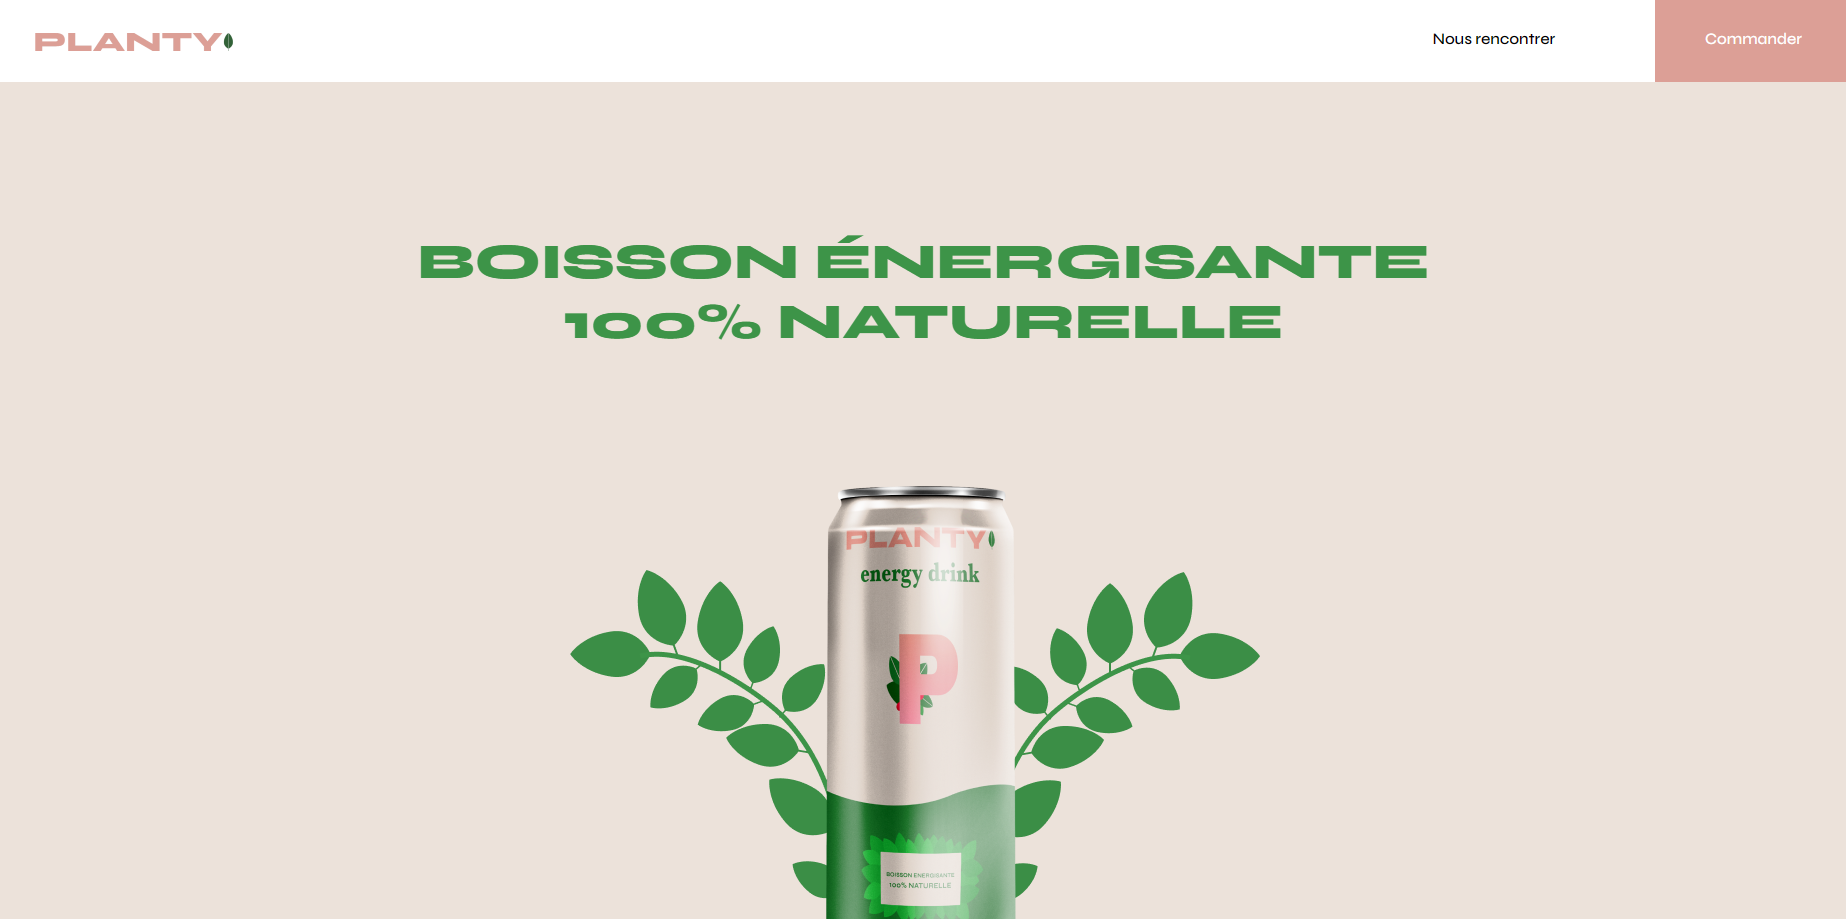 PLANTY
Nous rencontrer
Commander
BOISSON ÉNERGISANTE
100% NATURELLE
PLANTY
energy drink
P
BOISSON ENERGISANTE
100% NATURELLE